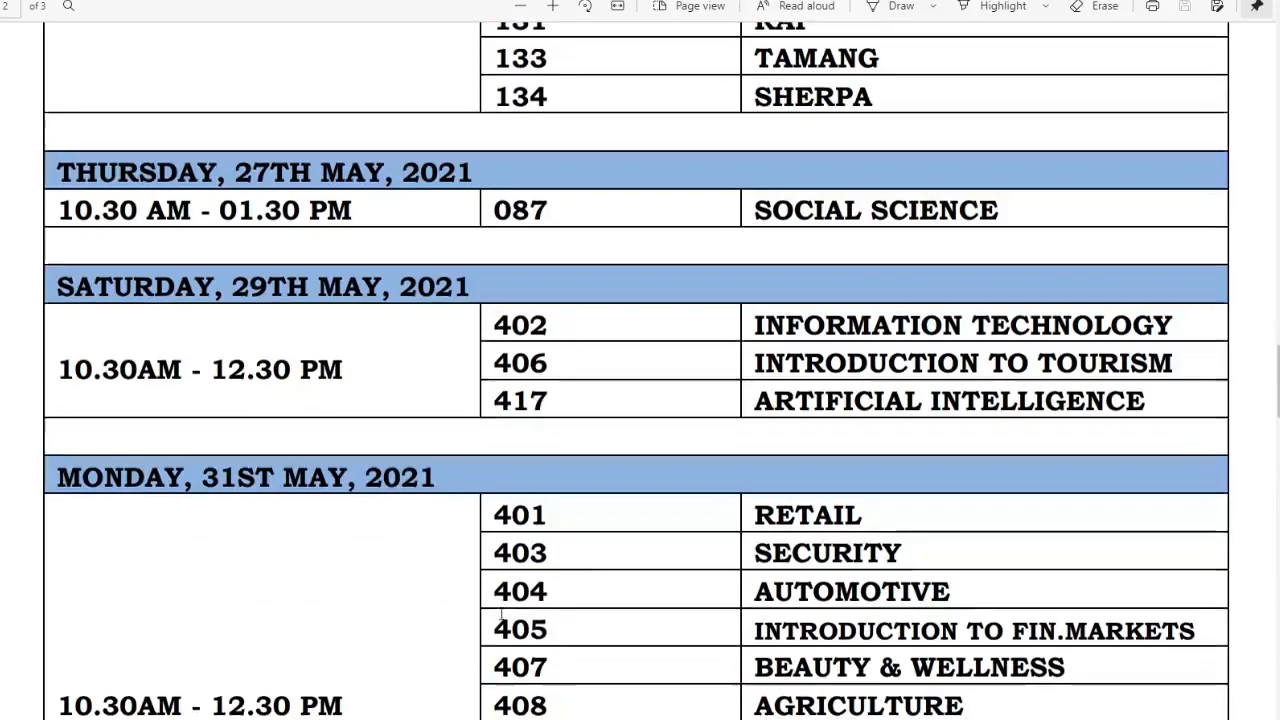 2 of 3 Page view Read aloud Draw Highlight Erase
131 RAI
133 TAMANG
134 SHERPA
THURSDAY, 27TH MAY, 2021
10.30 AM - 01.30 PM 087 SOCIAL SCIENCE
SATURDAY, 29TH MAY, 2021
402 INFORMATION TECHNOLOGY
10.30AM - 12.30 PM 406 INTRODUCTION TO TOURISM
417 ARTIFICIAL INTELLIGENCE
MONDAY, 31ST MAY, 2021
401 RETAIL
403 SECURITY
404 AUTOMOTIVE
405 INTRODUCTION TO FIN.MARKETS
407 BEAUTY & WELLNESS
10.30AM - 12.30 PM 408 AGRICULTURE